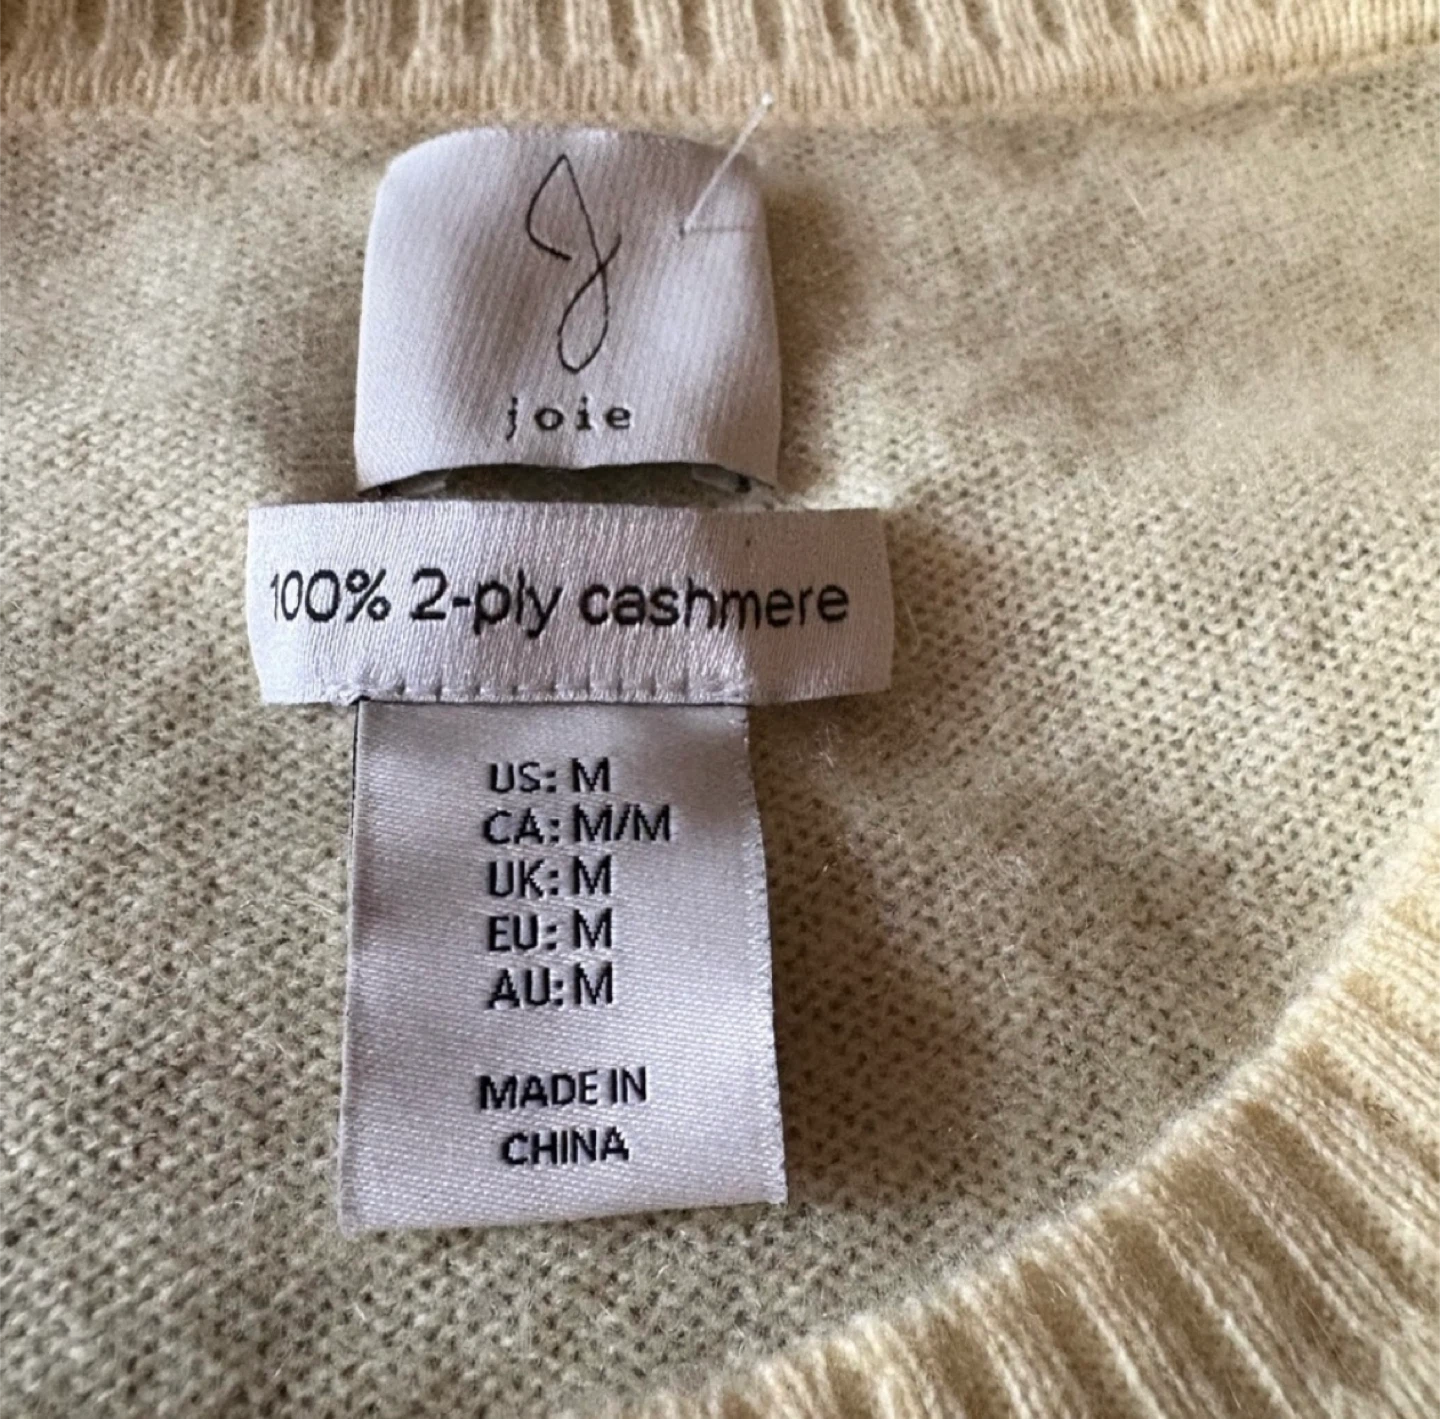 joie
100% 2-ply cashmere
US: M
CA: M/M
UK: M
EU: M
AU: M
MADE IN
CHINA